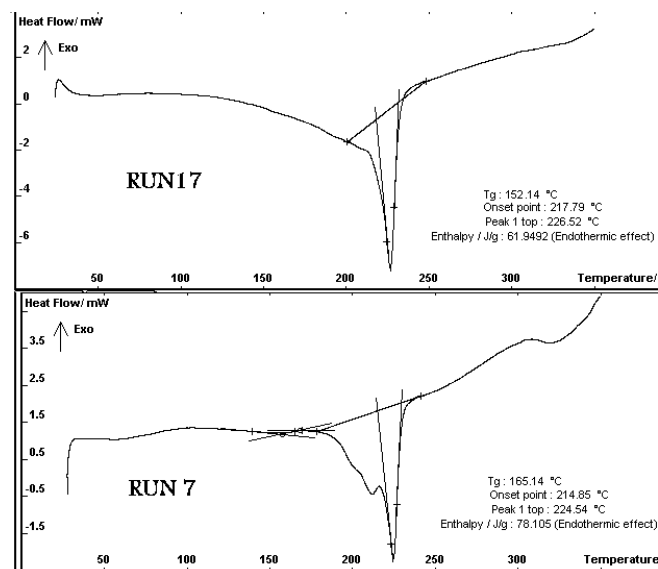 Heat Flow/ mW
Exo
2
0
-2
-4
-6
RUN17
Tg : 152.14 °C
Onset point : 217.79 °C
Peak 1 top : 226.52 °C
Enthalpy / J/g : 61.9492 (Endothermic effect)
50 100 150 200 250 300 Temperature/
Heat Flow/ mW
Exo
3.5
2.5
1.5
0.5
-0.5
-1.5
RUN 7
Tg : 165.14 °C
Onset point : 214.85 °C
Peak 1 top : 224.54 °C
Enthalpy / J/g : 78.105 (Endothermic effect)
50 100 150 200 250 300 Temperature